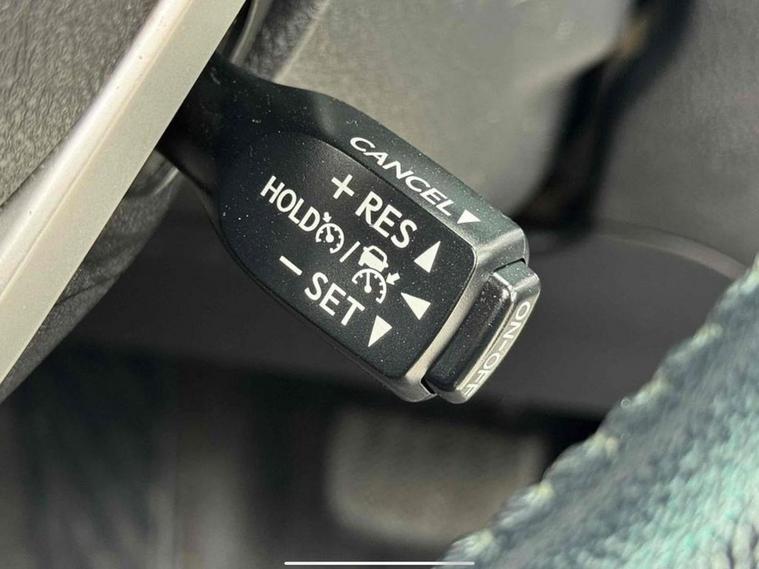 CANCEL
+ RES
HOLD /
- SET
ON-OFF